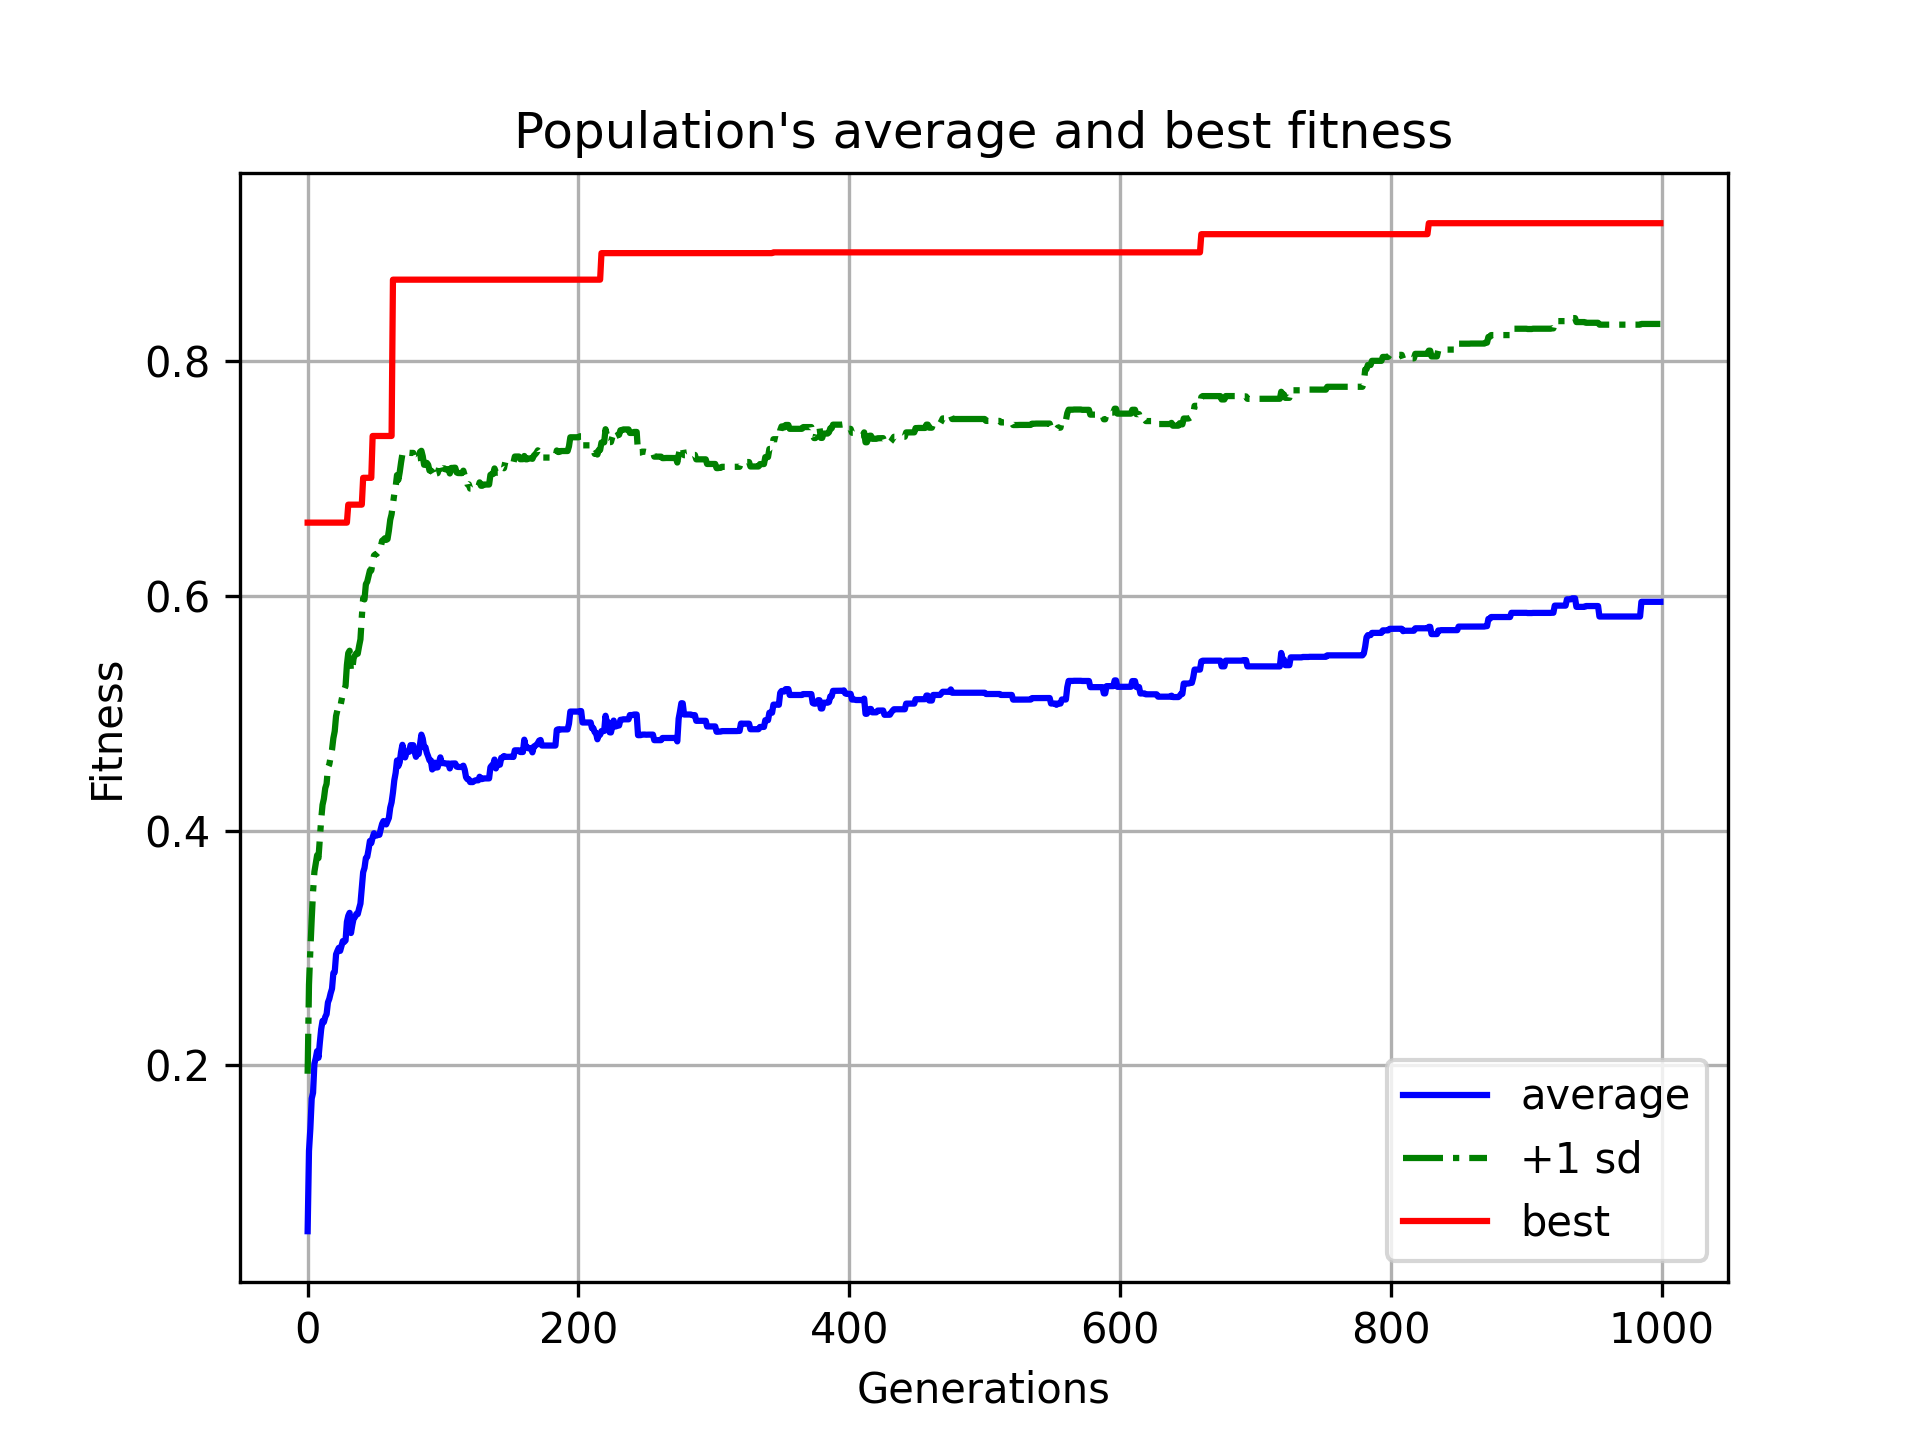 Population's average and best fitness
Fitness
0.8
0.6
0.4
0.2
0 200 400 600 800 1000
Generations
average
+1 sd
best